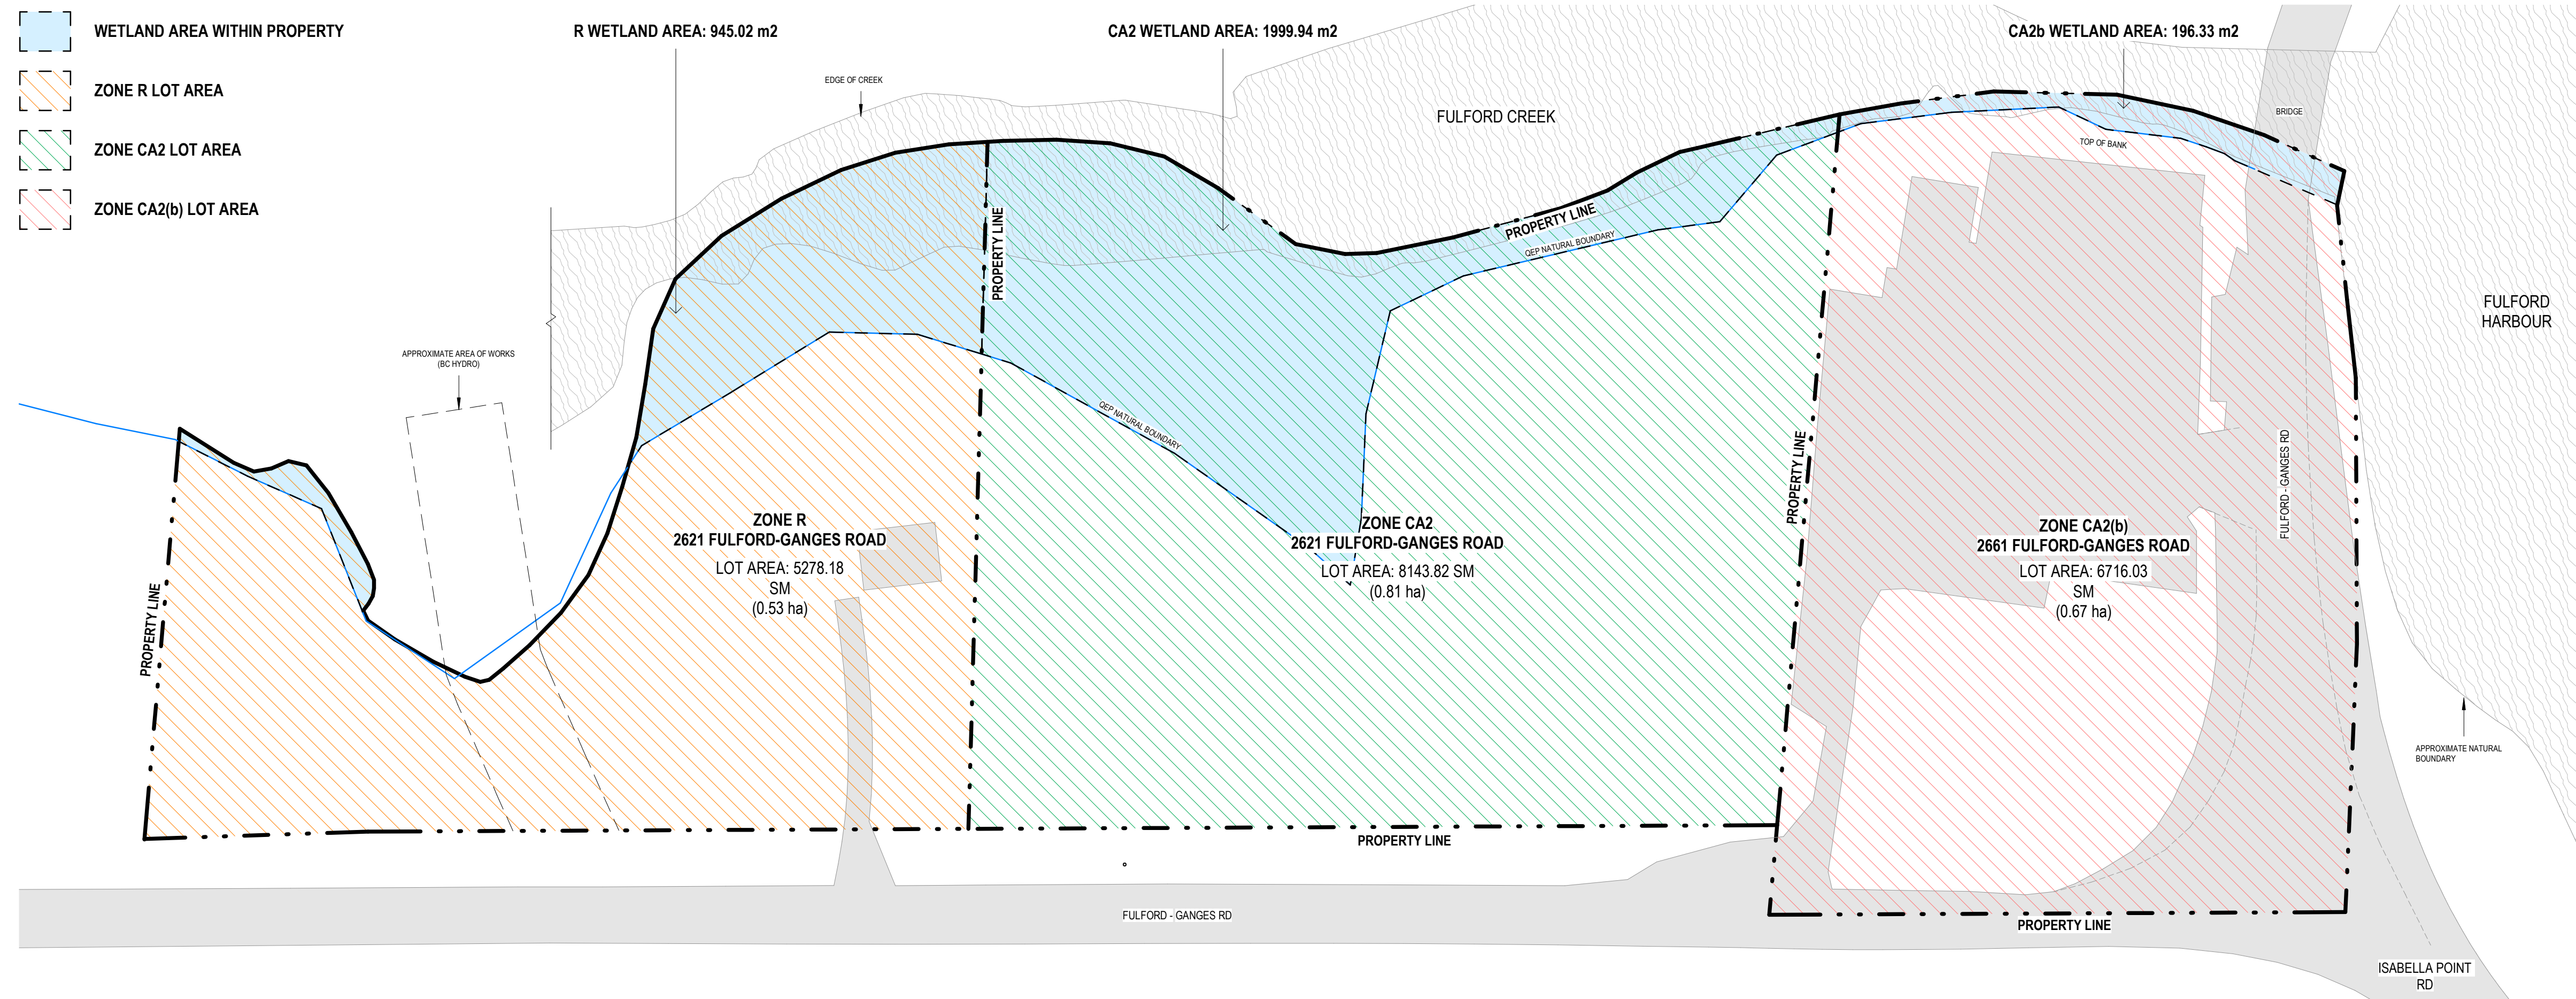 WETLAND AREA WITHIN PROPERTY
ZONE R LOT AREA
ZONE CA2 LOT AREA
ZONE CA2(b) LOT AREA
R WETLAND AREA: 945.02 m2
CA2 WETLAND AREA: 1999.94 m2
CA2b WETLAND AREA: 196.33 m2
EDGE OF CREEK
FULFORD CREEK
BRIDGE
TOP OF BANK
PROPERTY LINE
PROPERTY LINE
QEP NATURAL BOUNDARY
FULFORD
HARBOUR
APPROXIMATE AREA OF WORKS
(BC HYDRO)
QEP NATURAL BOUNDARY
PROPERTY LINE
FULFORD - GANGES RD
ZONE R
2621 FULFORD-GANGES ROAD
LOT AREA: 5278.18
SM
(0.53 ha)
ZONE CA2
2621 FULFORD-GANGES ROAD
LOT AREA: 8143.82 SM
(0.81 ha)
ZONE CA2(b)
2661 FULFORD-GANGES ROAD
LOT AREA: 6716.03
SM
(0.67 ha)
PROPERTY LINE
APPROXIMATE NATURAL
BOUNDARY
PROPERTY LINE
FULFORD - GANGES RD
PROPERTY LINE
ISABELLA POINT
RD